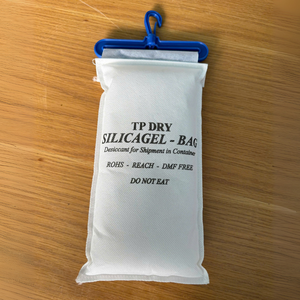 TP DRY
SILICAGEL - BAG
Desiccant for Shipment in Container
ROHS - REACH - DMF FREE
DO NOT EAT